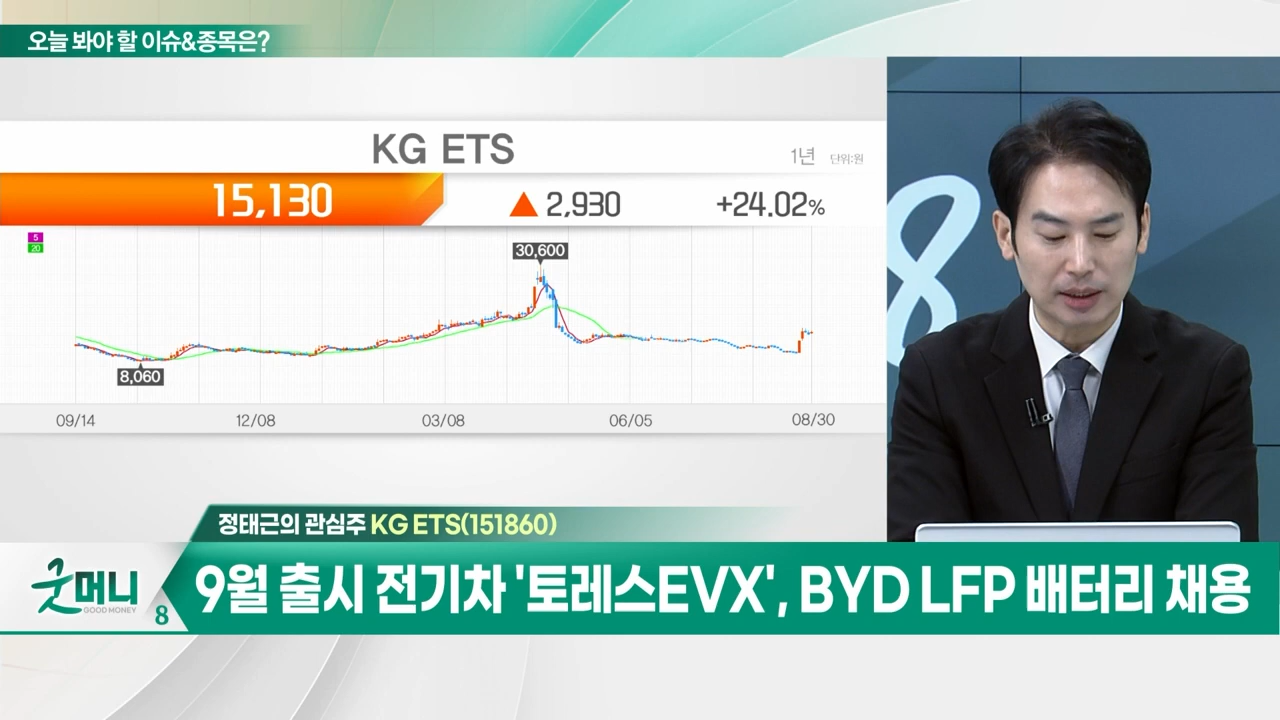 오늘 봐야 할 이슈&종목은?
KG ETS
1년 단위:원
15,130 ▲ 2,930 +24.02%
5
20
30,600
8,060
09/14 12/08 03/08 06/05 08/30
8
정태근의 관심주 KG ETS(151860)
굿머니
GOOD MONEY
8
9월 출시 전기차 '토레스EVX', BYD LFP 배터리 채용